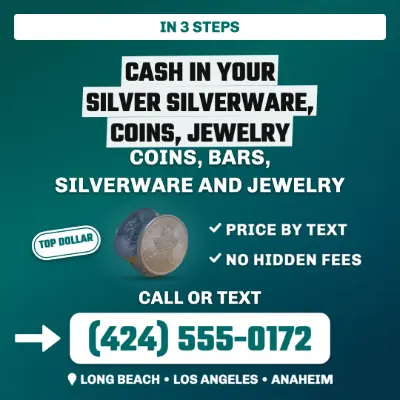 IN 3 STEPS
CASH IN YOUR
SILVER SILVERWARE,
COINS, JEWELRY
COINS, BARS,
SILVERWARE AND JEWELRY
TOP DOLLAR
PRICE BY TEXT
NO HIDDEN FEES
CALL OR TEXT
(424) 555-0172
LONG BEACH • LOS ANGELES • ANAHEIM